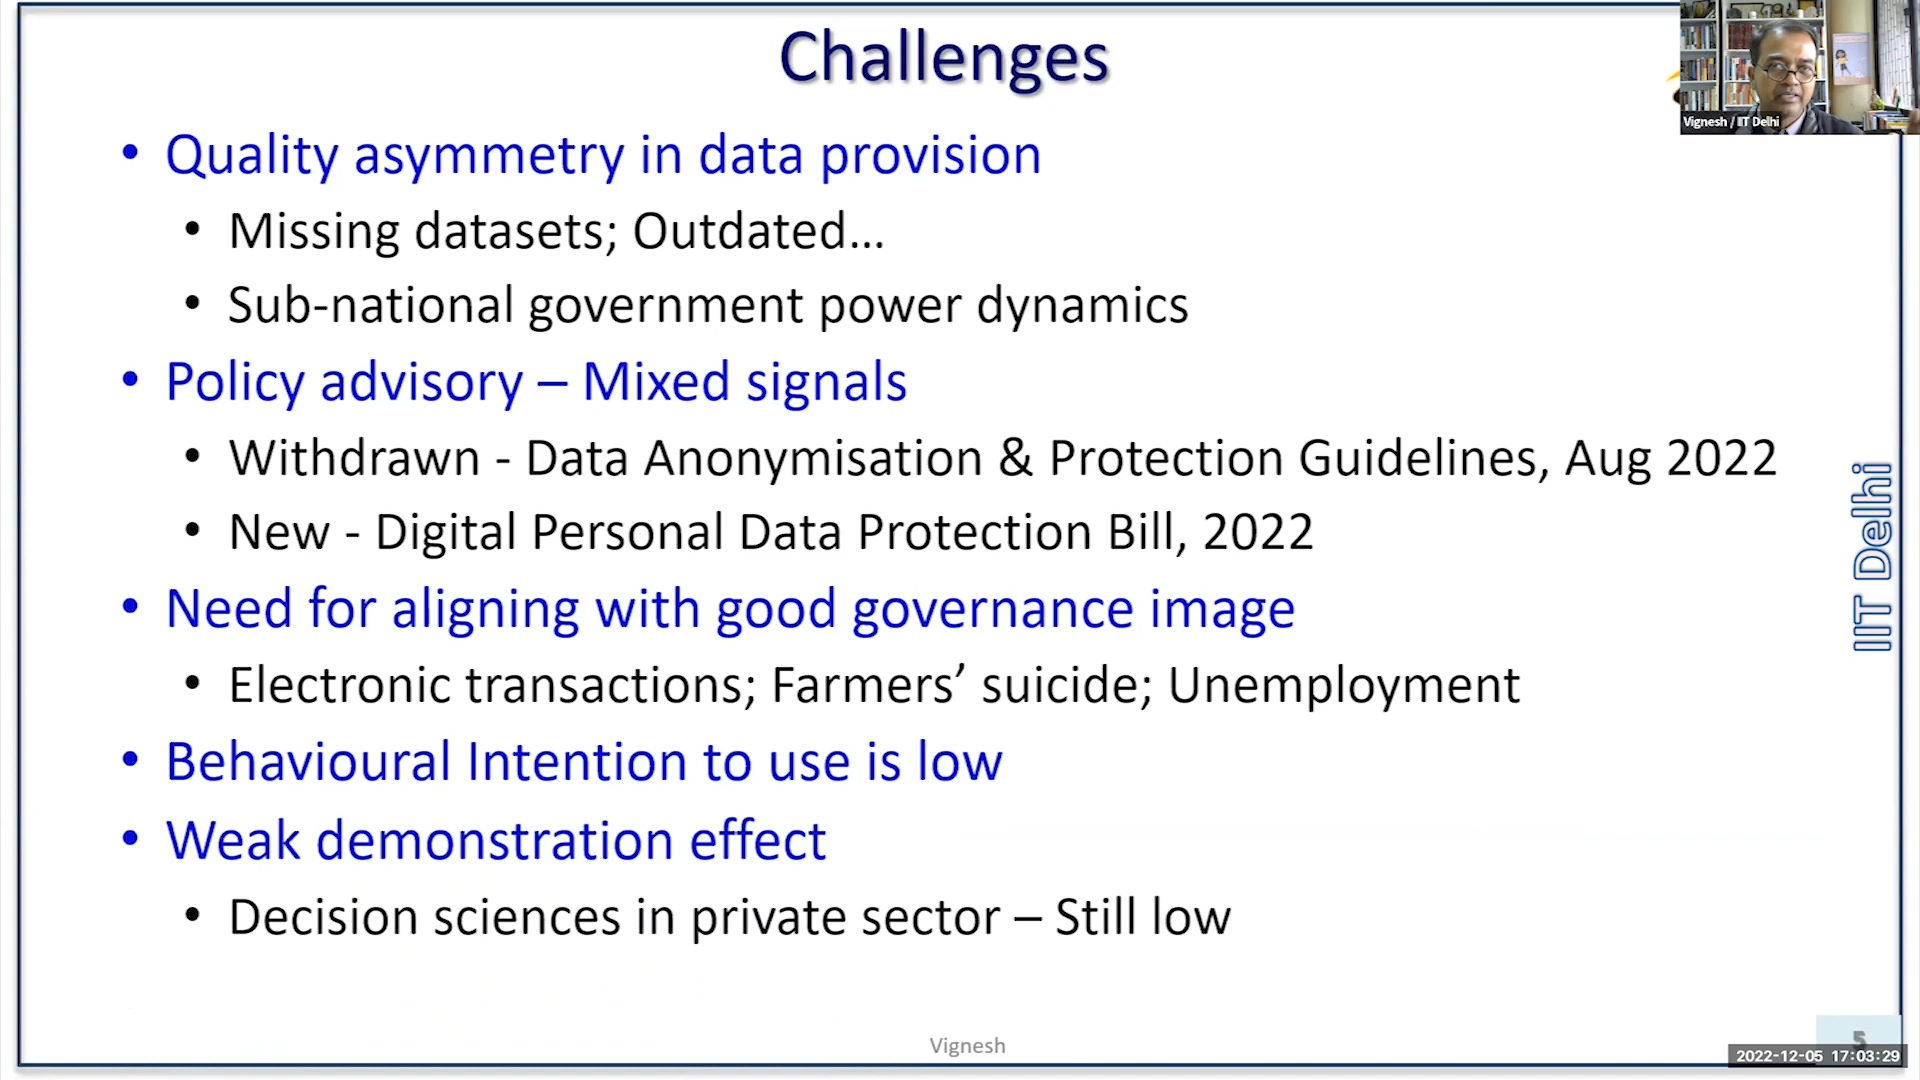 Challenges
Vignesh / IIT Delhi
• Quality asymmetry in data provision
• Missing datasets; Outdated...
• Sub-national government power dynamics
• Policy advisory – Mixed signals
• Withdrawn - Data Anonymisation & Protection Guidelines, Aug 2022
• New - Digital Personal Data Protection Bill, 2022
• Need for aligning with good governance image
• Electronic transactions; Farmers’ suicide; Unemployment
• Behavioural Intention to use is low
• Weak demonstration effect
• Decision sciences in private sector – Still low
IIT Delhi
Vignesh
5
2022-12-05 17:03:29